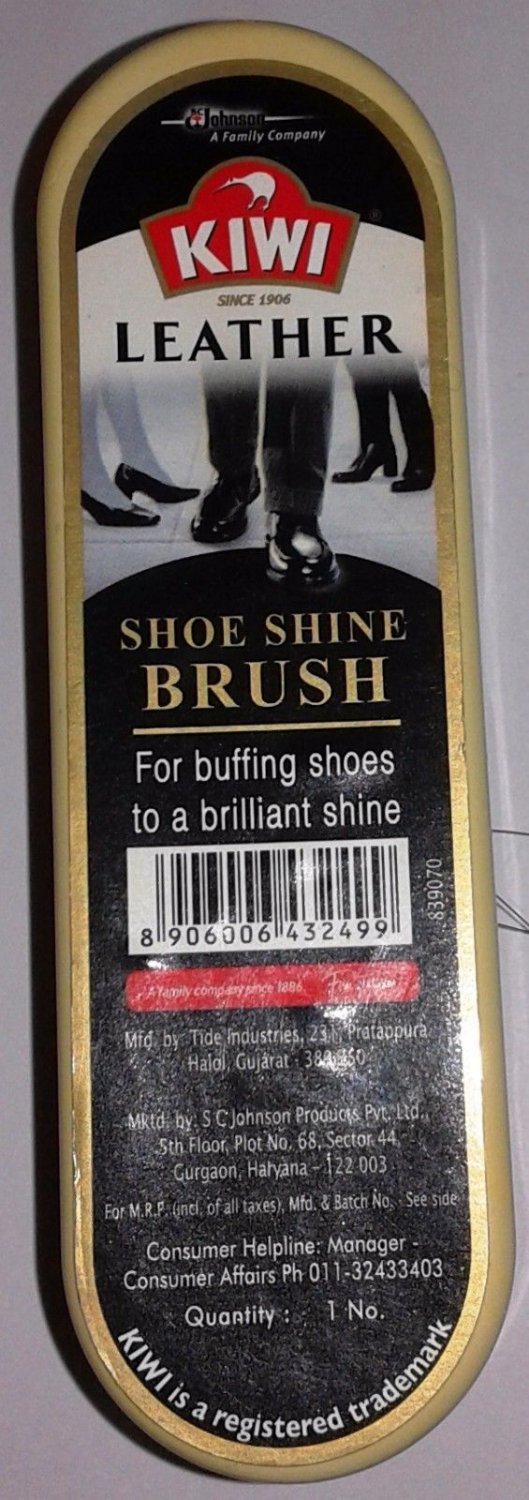 SC Johnson
A Family Company
KIWI
®
SINCE 1906
LEATHER
SHOE SHINE
BRUSH
For buffing shoes
to a brilliant shine
8 906006 432499
839070
A family company since 1886
Mfd. by Tide Industries, 231, Pratappura
Halol, Gujarat -
Mktd. by: S C Johnson Products Pvt. Ltd.,
5th Floor, Plot No. 68, Sector 44,
Gurgaon, Haryana - 122 003
For M.R.P. (incl. of all taxes), Mfd. & Batch No. - See side
Consumer Helpline: Manager -
Consumer Affairs Ph 011-32433403
Quantity : 1 No.
KIWI is a registered trademark